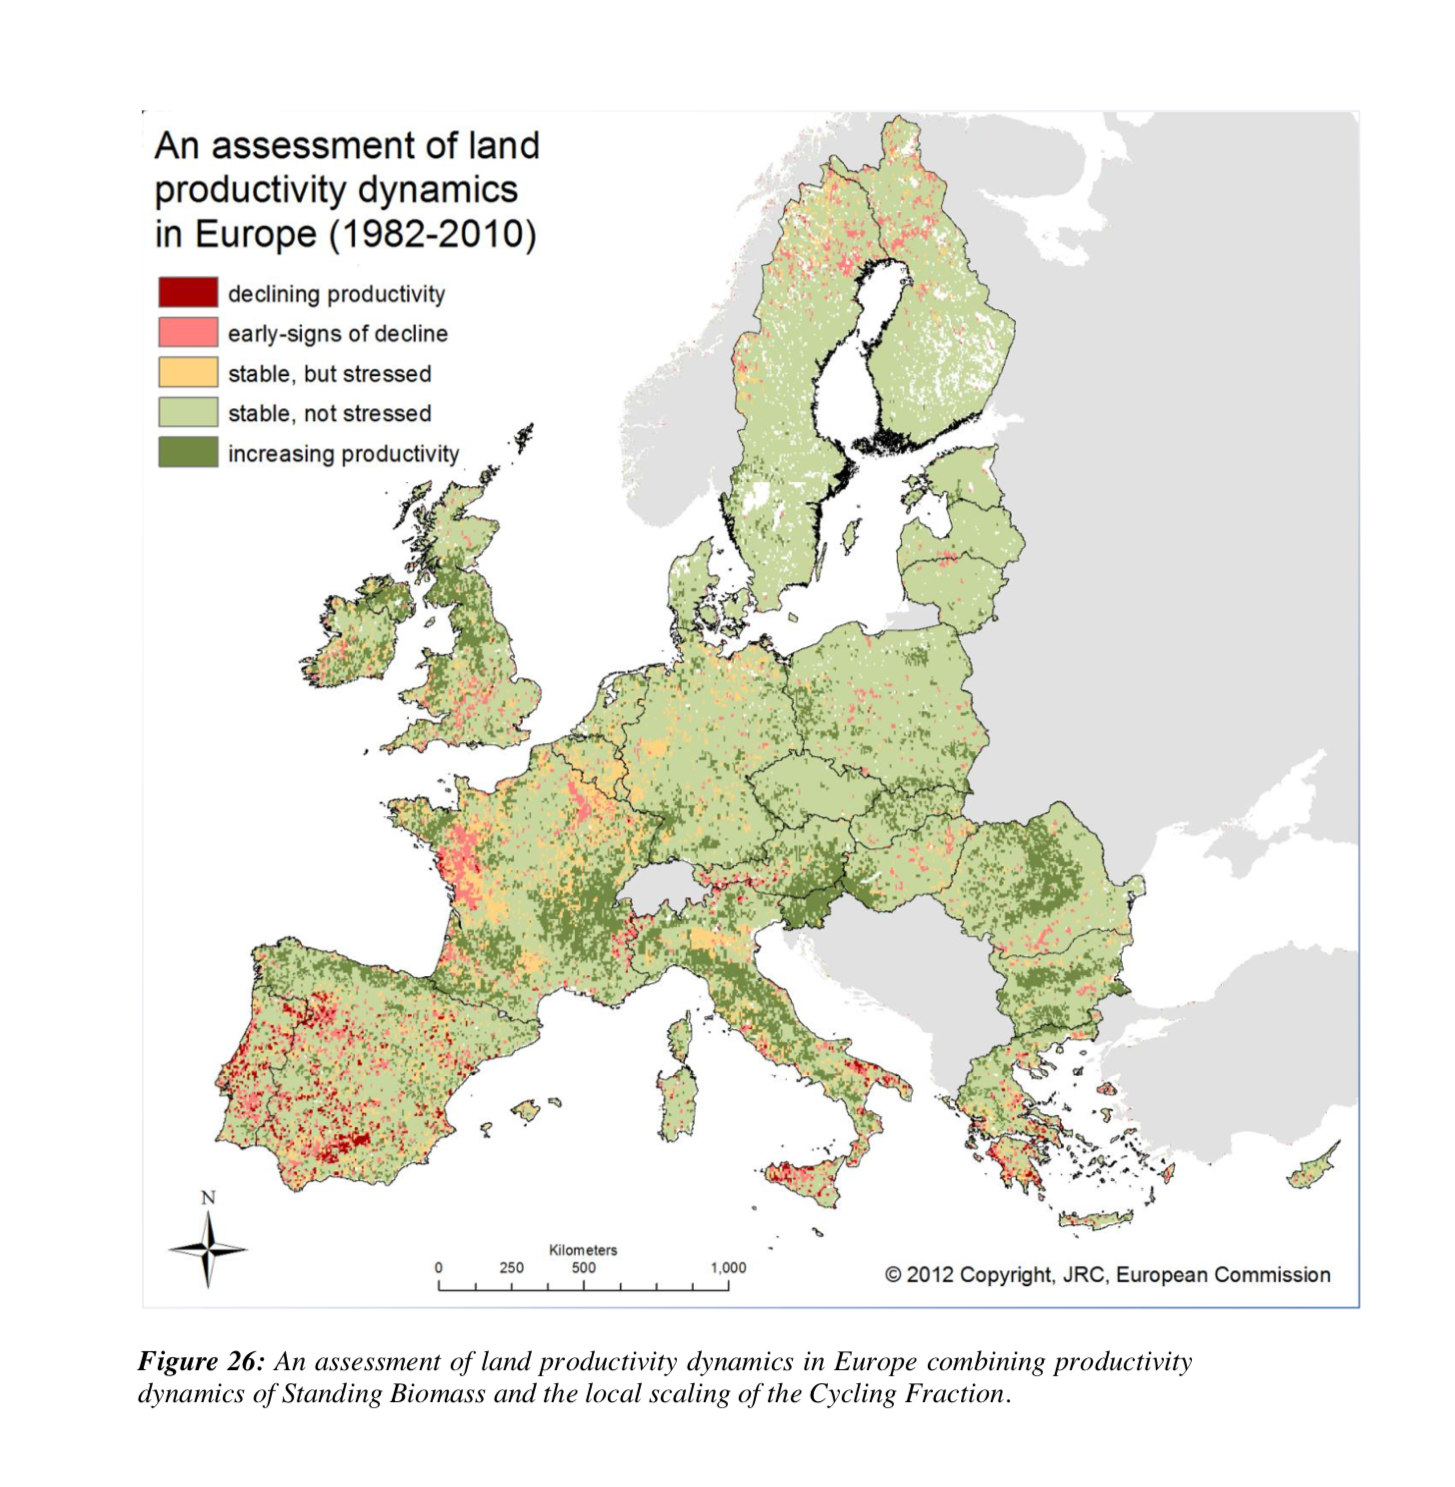 An assessment of land
productivity dynamics
in Europe (1982-2010)
declining productivity
early-signs of decline
stable, but stressed
stable, not stressed
increasing productivity
N
Kilometers
0 250 500 1,000
© 2012 Copyright, JRC, European Commission
Figure 26: An assessment of land productivity dynamics in Europe combining productivity
dynamics of Standing Biomass and the local scaling of the Cycling Fraction.